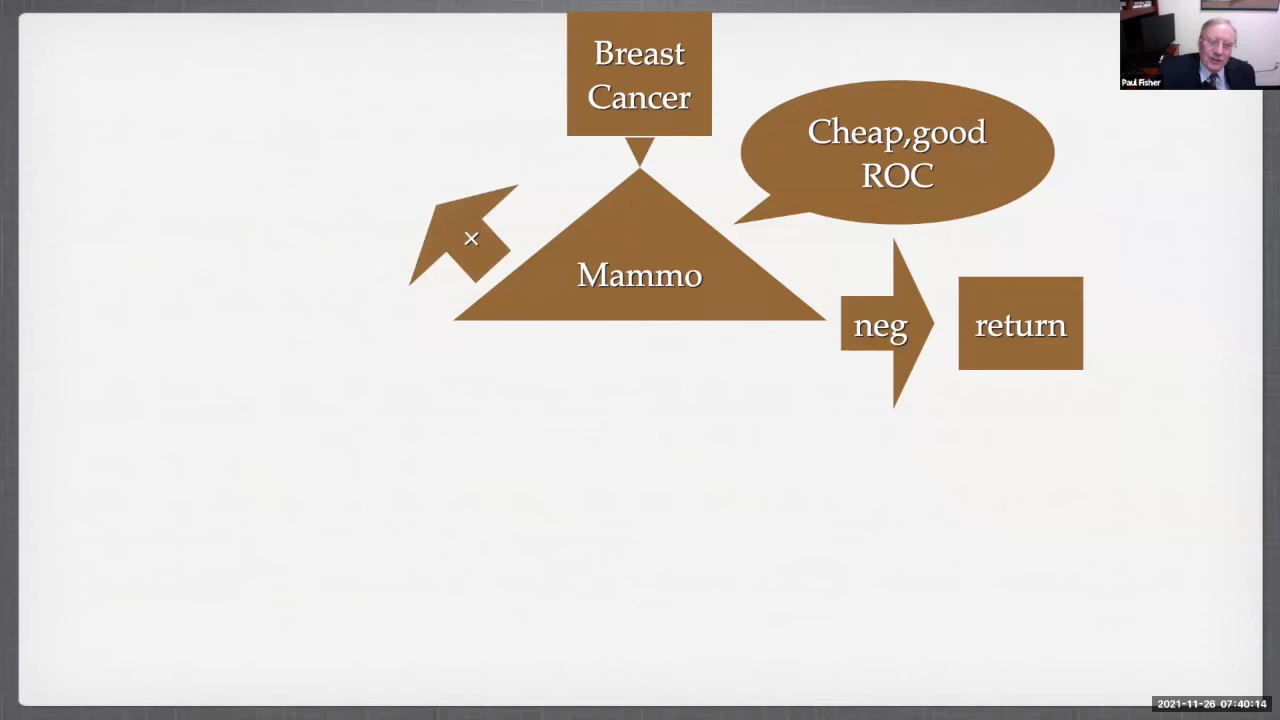 Breast
Cancer
Paul Fisher
Cheap,good
ROC
×
Mammo
neg
return
2021-11-26 07:40:14